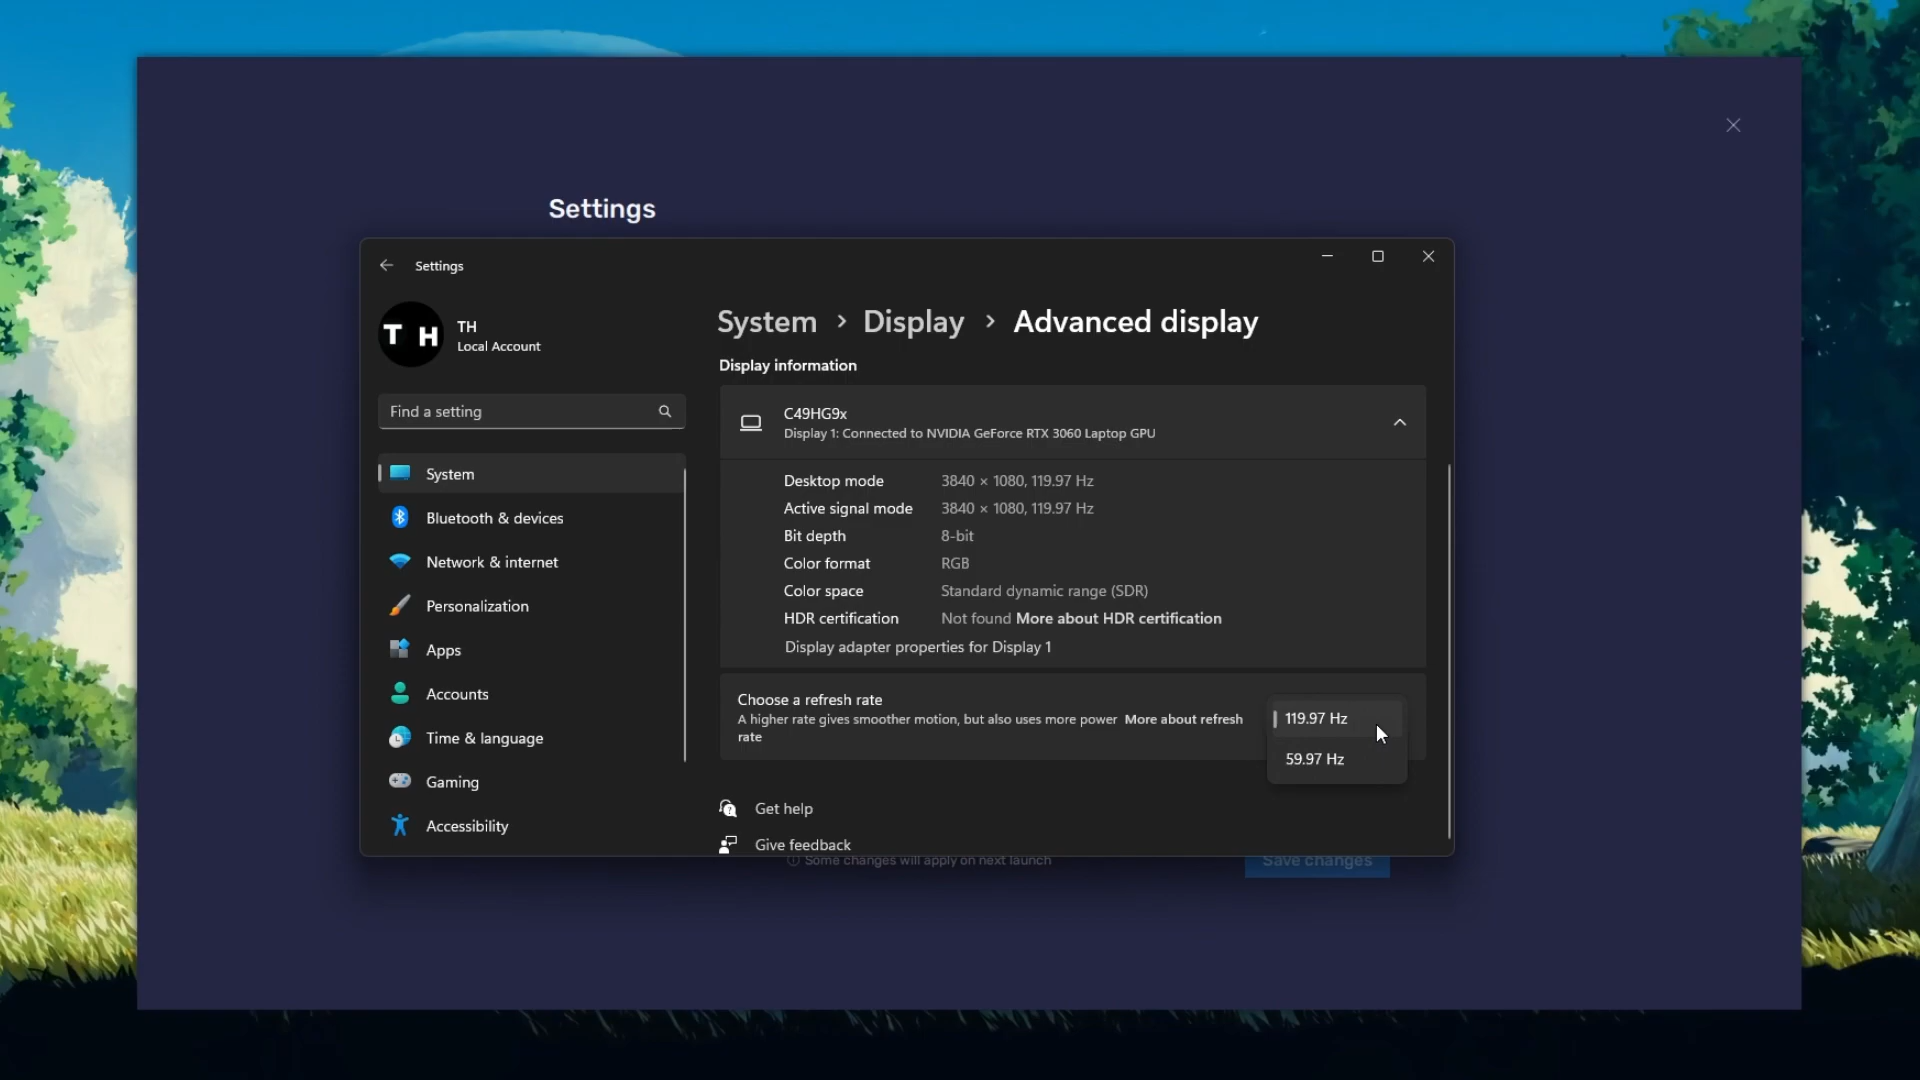 Settings
Settings
T H
TH
Local Account
Find a setting
System
Bluetooth & devices
Network & internet
Personalization
Apps
Accounts
Time & language
Gaming
Accessibility
System > Display > Advanced display
Display information
C49HG9x
Display 1: Connected to NVIDIA GeForce RTX 3060 Laptop GPU
Desktop mode 3840 × 1080, 119.97 Hz
Active signal mode 3840 × 1080, 119.97 Hz
Bit depth 8-bit
Color format RGB
Color space Standard dynamic range (SDR)
HDR certification Not found More about HDR certification
Display adapter properties for Display 1
Choose a refresh rate
A higher rate gives smoother motion, but also uses more power More about refresh
rate
119.97 Hz
59.97 Hz
Get help
Give feedback
Some changes will apply on next launch
Save changes